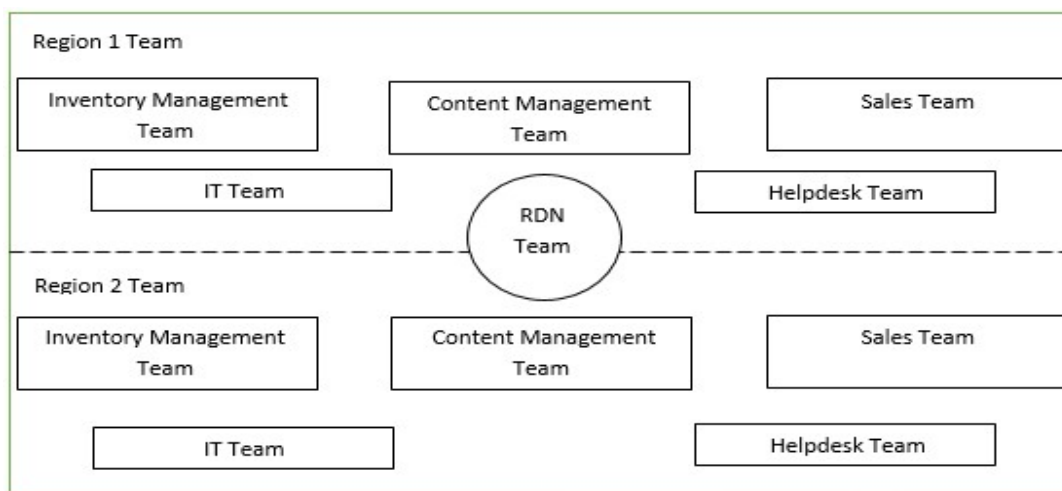 Region 1 Team
Inventory Management
Team
Content Management
Team
Sales Team
IT Team
Helpdesk Team
RDN
Team
Region 2 Team
Inventory Management
Team
Content Management
Team
Sales Team
IT Team
Helpdesk Team